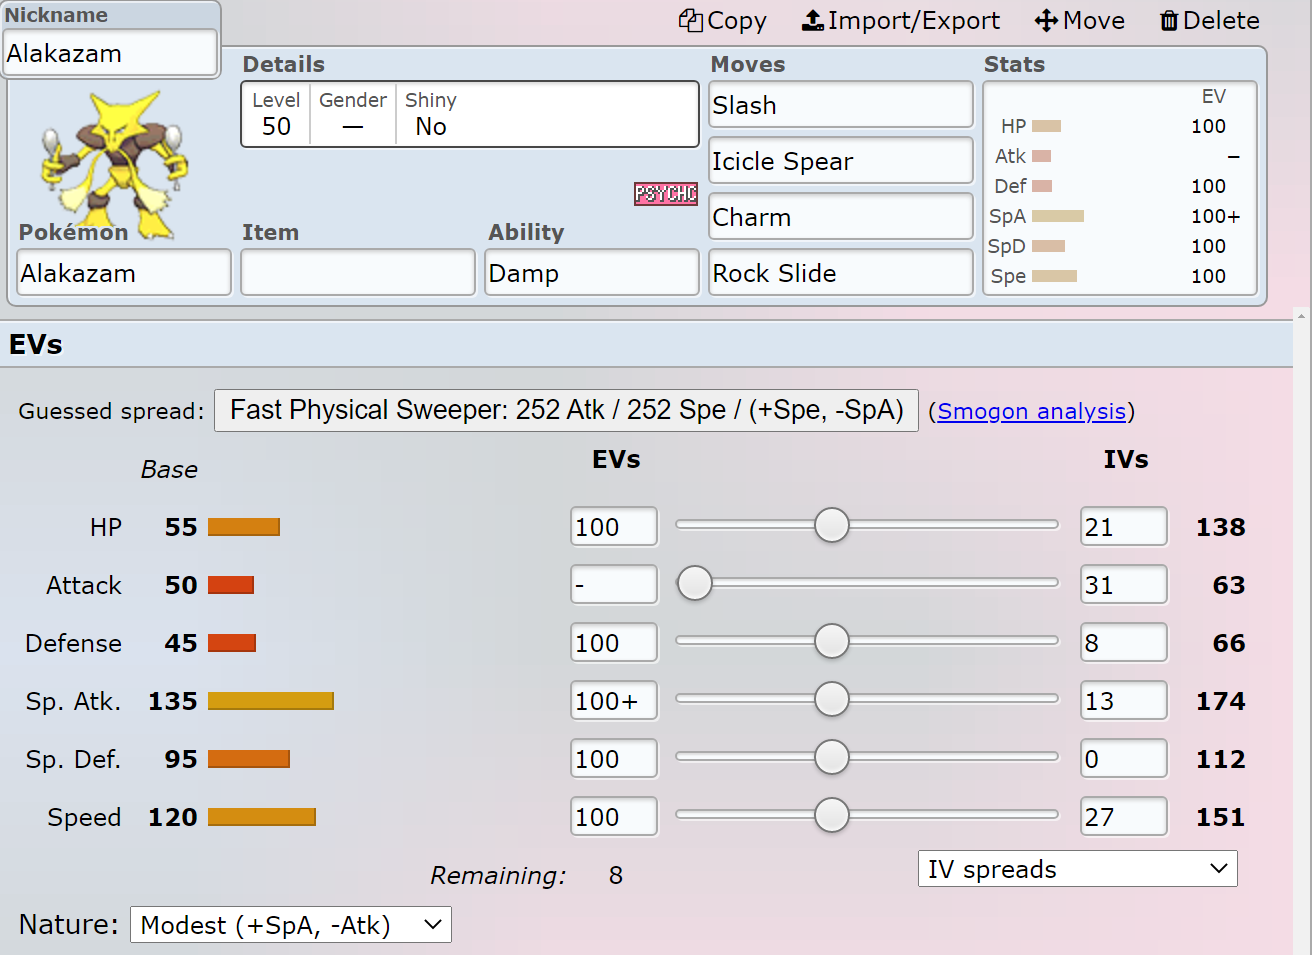 Nickname
Alakazam
Copy Import/Export Move Delete
Details
Level Gender Shiny
50 — No
PSYCHC
Pokémon Item Ability
Alakazam Damp
Moves
Slash
Icicle Spear
Charm
Rock Slide
Stats
EV
HP 100
Atk –
Def 100
SpA 100+
SpD 100
Spe 100
EVs
Guessed spread: Fast Physical Sweeper: 252 Atk / 252 Spe / (+Spe, -SpA) (Smogon analysis)
Base EVs IVs
HP 55 100 21 138
Attack 50 - 31 63
Defense 45 100 8 66
Sp. Atk. 135 100+ 13 174
Sp. Def. 95 100 0 112
Speed 120 100 27 151
Remaining: 8 IV spreads
Nature: Modest (+SpA, -Atk)